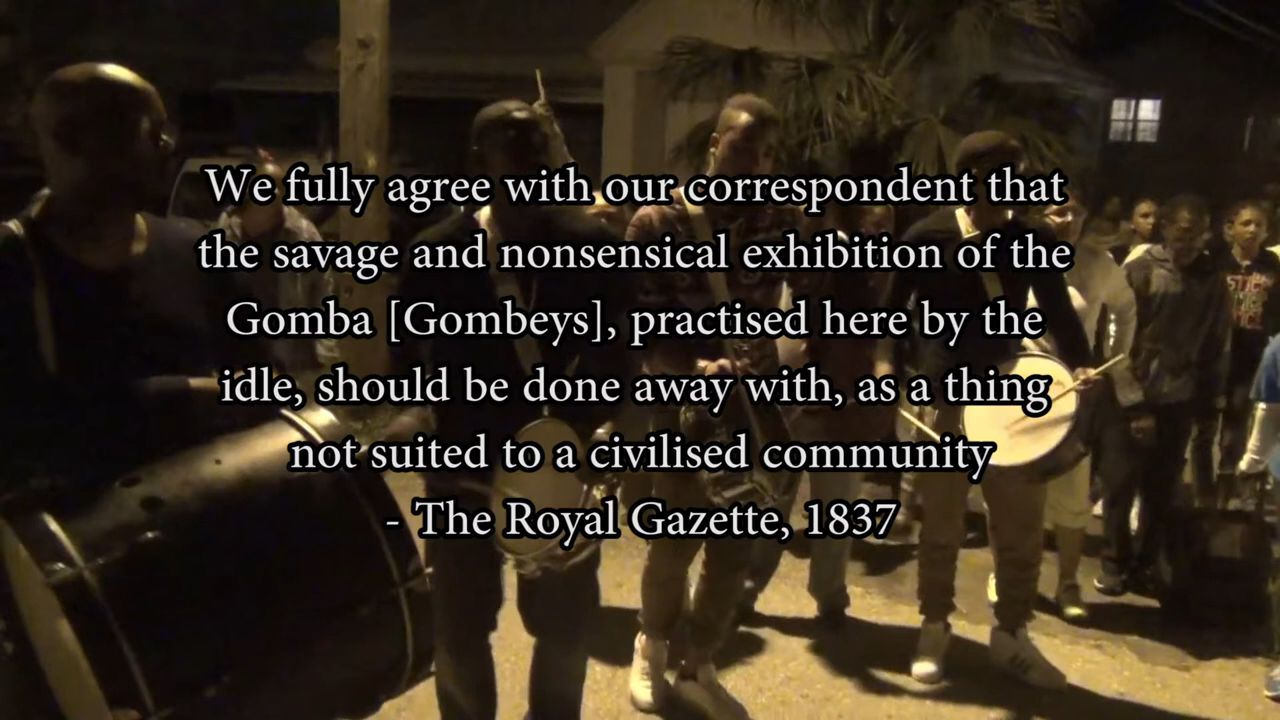 We fully agree with our correspondent that
the savage and nonsensical exhibition of the
Gomba [Gombeys], practised here by the
idle, should be done away with, as a thing
not suited to a civilised community
- The Royal Gazette, 1837